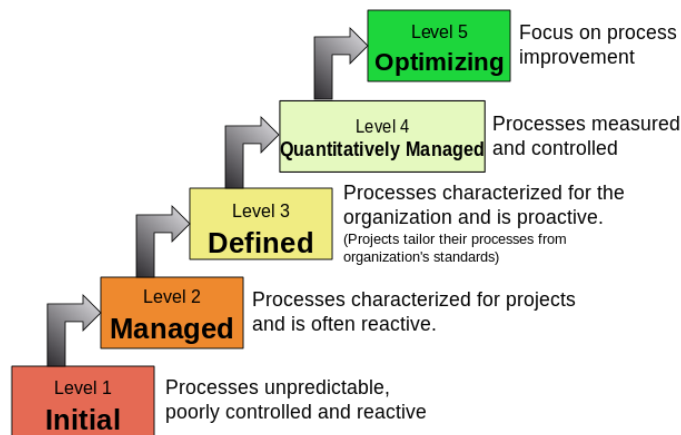 Level 5
Optimizing
Focus on process
improvement
Level 4
Quantitatively Managed
Processes measured
and controlled
Level 3
Defined
Processes characterized for the
organization and is proactive.
(Projects tailor their processes from
organization's standards)
Level 2
Managed
Processes characterized for projects
and is often reactive.
Level 1
Initial
Processes unpredictable,
poorly controlled and reactive